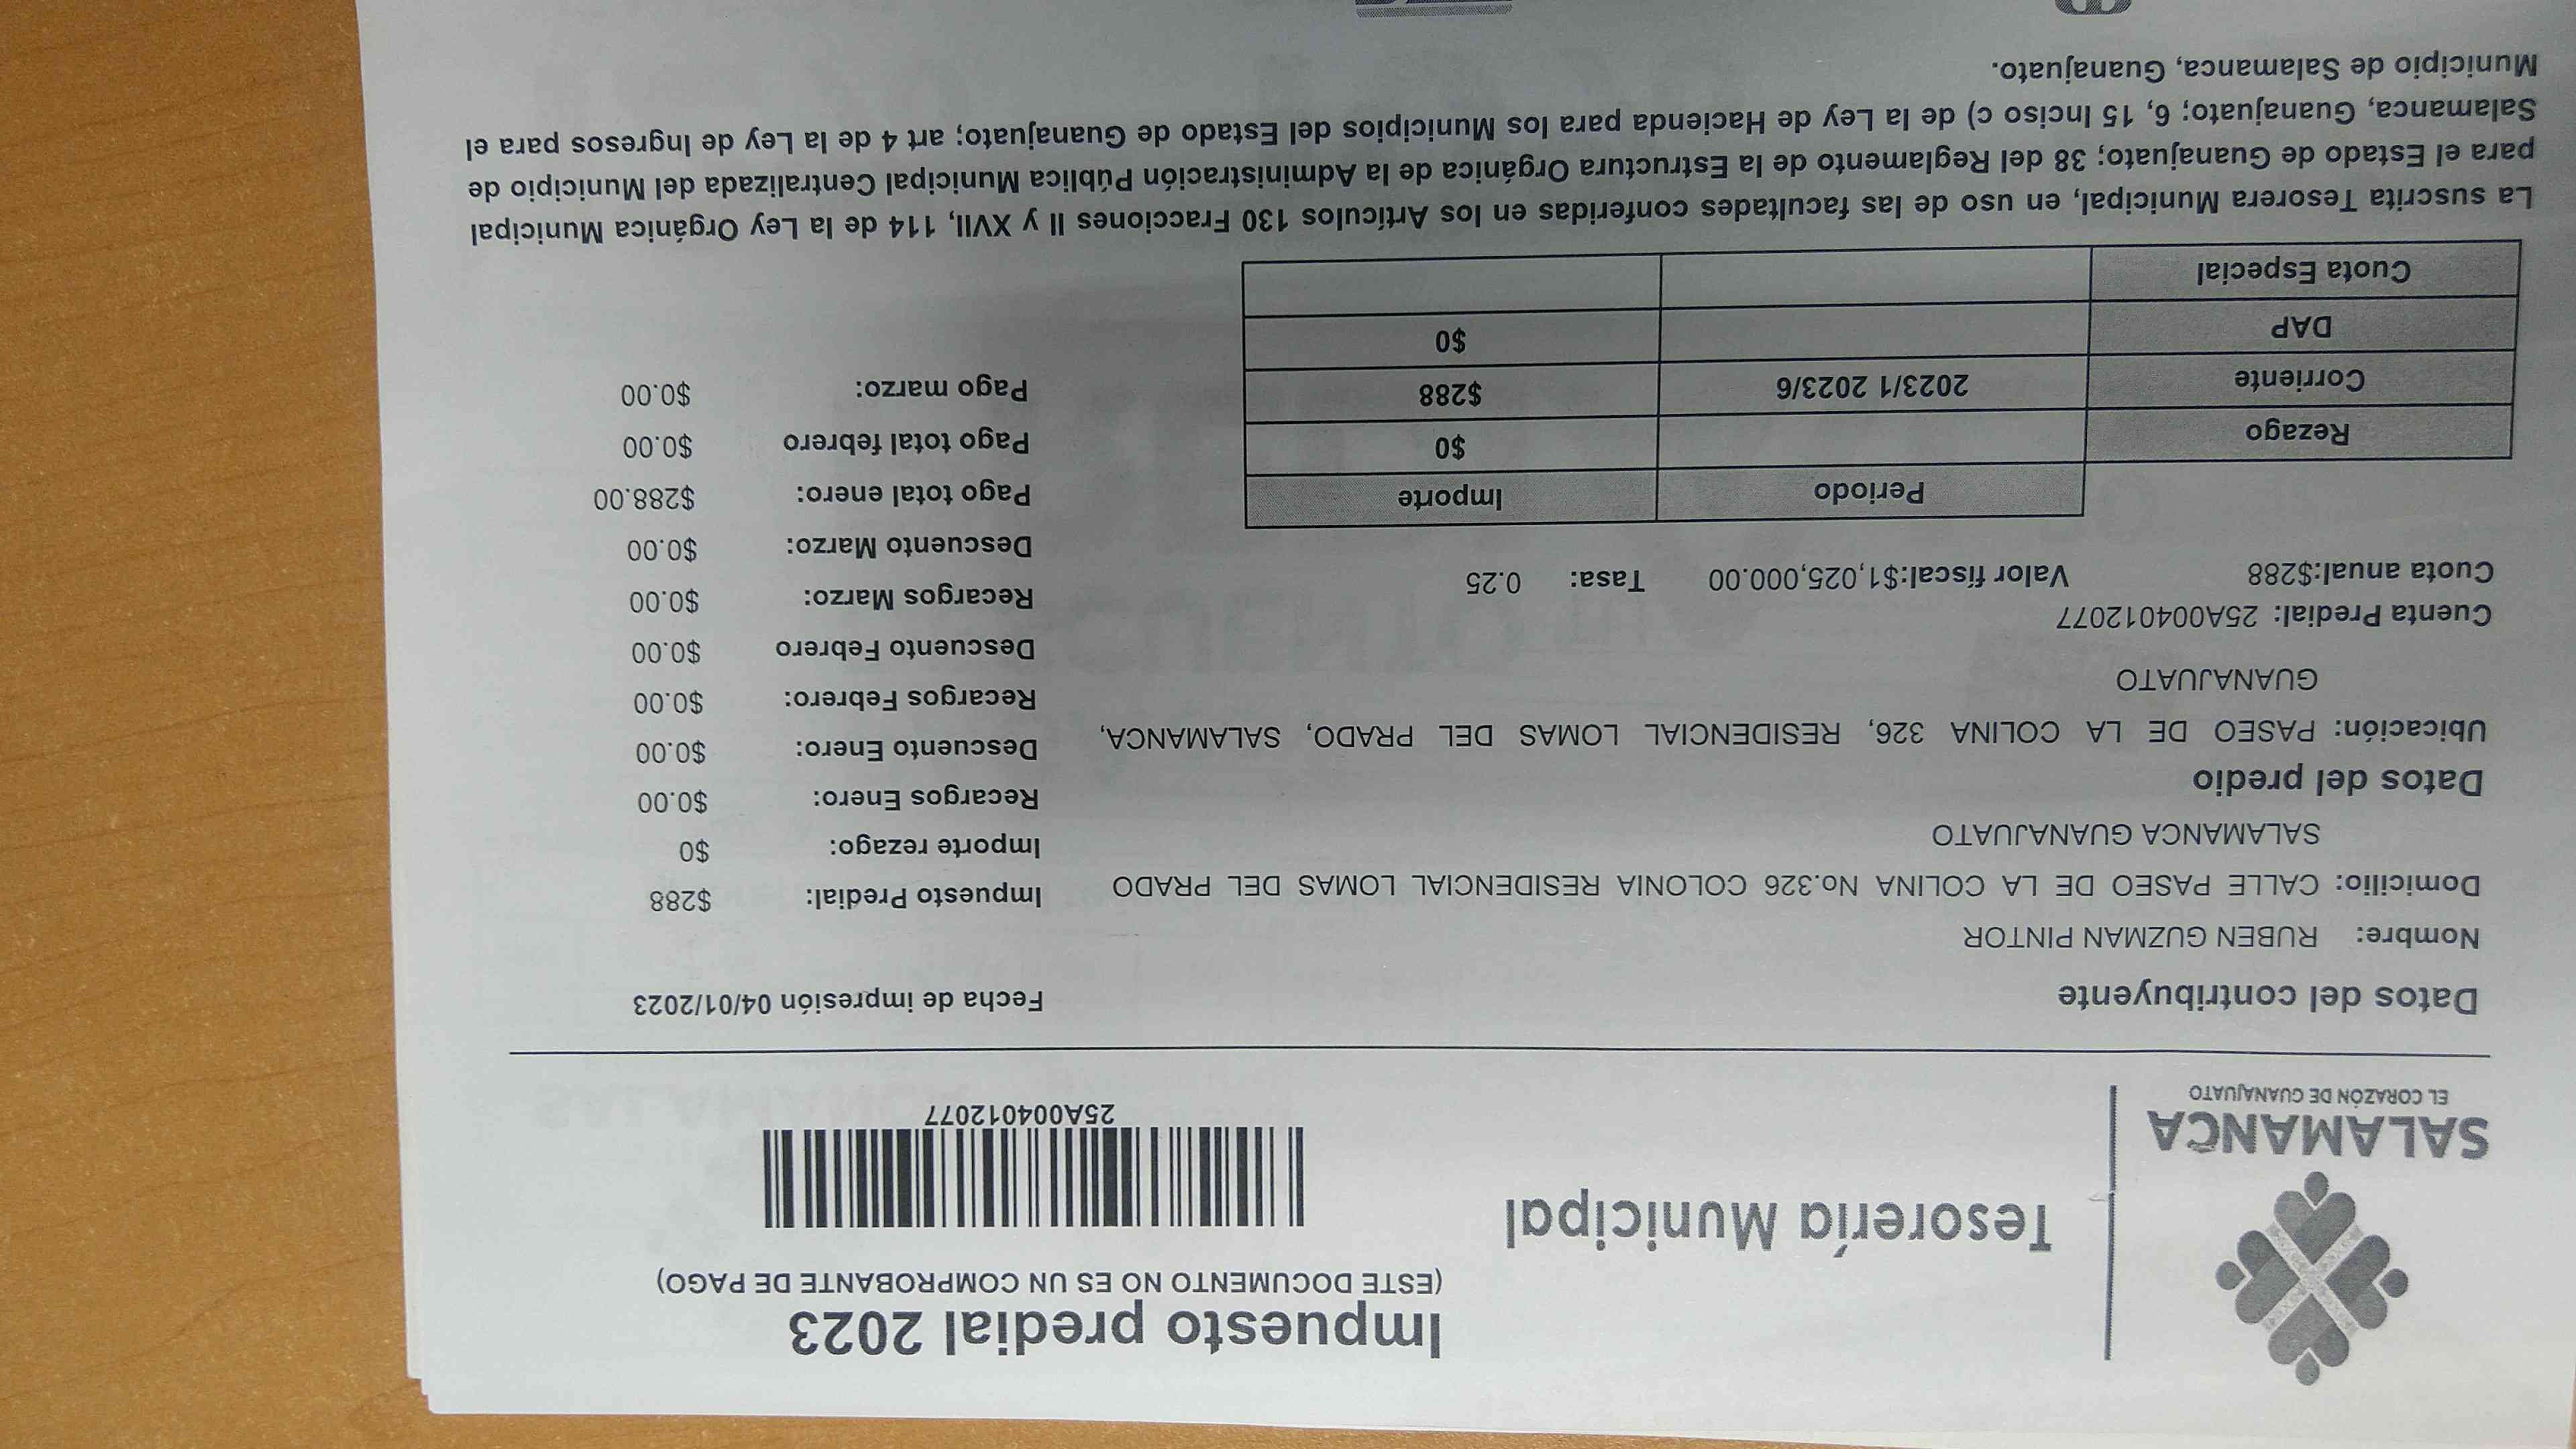 SALAMANCA
EL CORAZÓN DE GUANAJUATO
Tesorería Municipal
Impuesto predial 2023
(ESTE DOCUMENTO NO ES UN COMPROBANTE DE PAGO)
25A004012077
Datos del contribuyente
Nombre: RUBEN GUZMAN PINTOR
Domicilio: CALLE PASEO DE LA COLINA No.326 COLONIA RESIDENCIAL LOMAS DEL PRADO
SALAMANCA GUANAJUATO
Datos del predio
Ubicación: PASEO DE LA COLINA 326, RESIDENCIAL LOMAS DEL PRADO, SALAMANCA,
GUANAJUATO
Cuenta Predial: 25A004012077
Cuota anual:$288 Valor fiscal:$1,025,000.00 Tasa: 0.25
Periodo Importe
Rezago $0
Corriente 2023/1 2023/6 $288
DAP $0
Cuota Especial
Fecha de impresión 04/01/2023
Impuesto Predial: $288
Importe rezago: $0
Recargos Enero: $0.00
Descuento Enero: $0.00
Recargos Febrero: $0.00
Descuento Febrero $0.00
Recargos Marzo: $0.00
Descuento Marzo: $0.00
Pago total enero: $288.00
Pago total febrero $0.00
Pago marzo: $0.00
La suscrita Tesorera Municipal, en uso de las facultades conferidas en los Artículos 130 Fracciones II y XVII, 114 de la Ley Orgánica Municipal
para el Estado de Guanajuato; 38 del Reglamento de la Estructura Orgánica de la Administración Pública Municipal Centralizada del Municipio de
Salamanca, Guanajuato; 6, 15 Inciso c) de la Ley de Hacienda para los Municipios del Estado de Guanajuato; art 4 de la Ley de Ingresos para el
Municipio de Salamanca, Guanajuato.